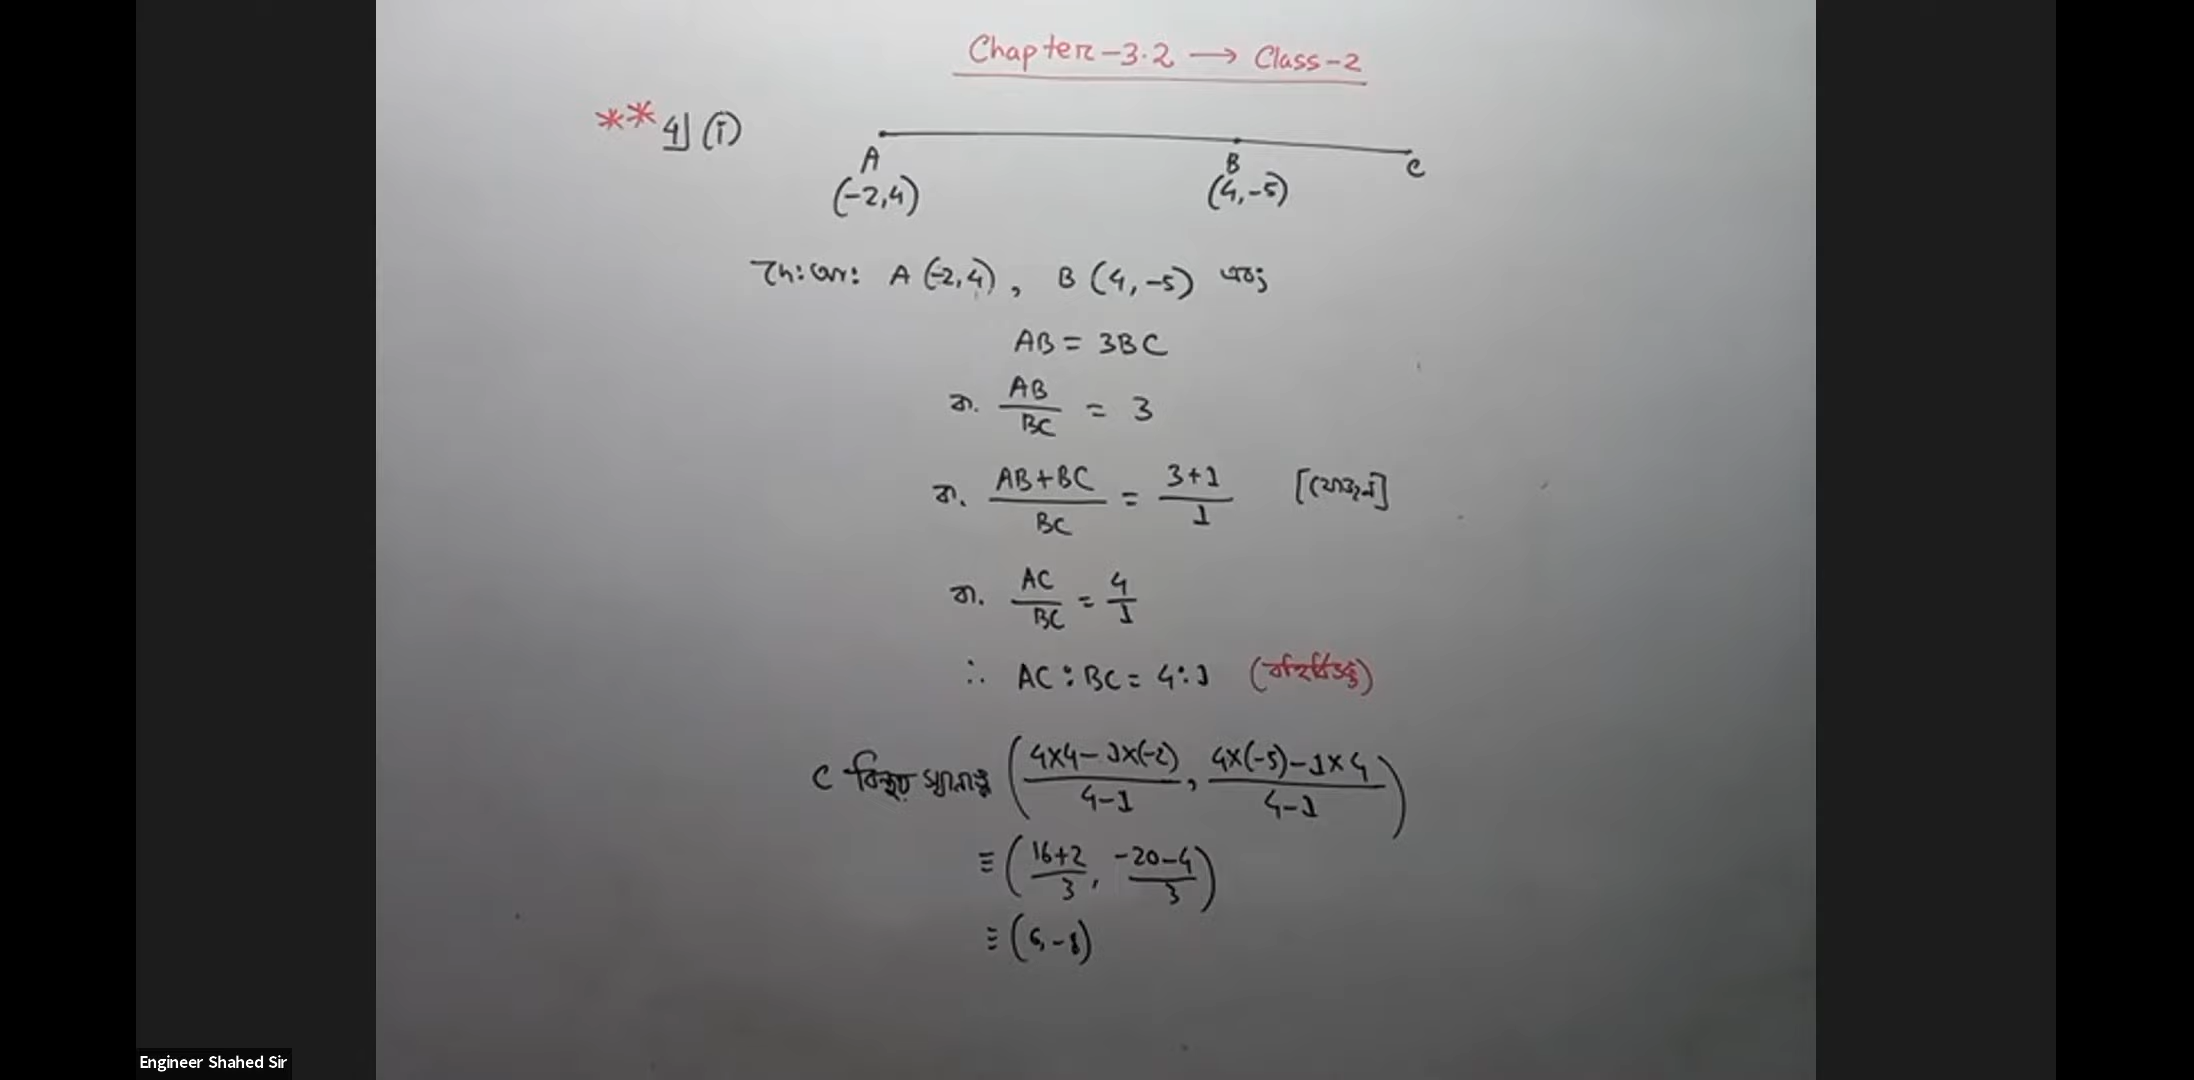 Chapter-3.2 → Class-2
** 4] (i)
A B C
(-2,4) (4,-5)
A (-2,4), B (4,-5) এবং
AB = 3BC
বা, AB/BC = 3
বা, (AB+BC)/BC = (3+1)/1 [যোজন]
বা, AC/BC = 4/1
∴ AC : BC = 4:1 (বহির্বিভক্ত)
C বিন্দুর স্থানাঙ্ক ((4×4-1×(-2))/(4-1), (4×(-5)-1×4)/(4-1))
≡ ((16+2)/3, (-20-4)/3)
≡ (6,-8)
Engineer Shahed Sir